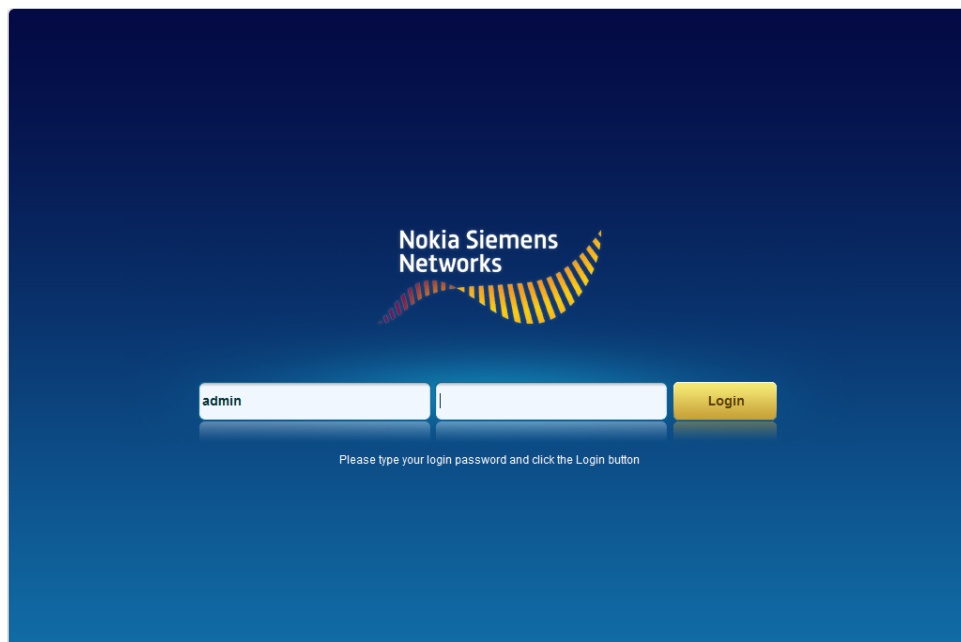 Nokia Siemens
Networks
admin
Login
Please type your login password and click the Login button